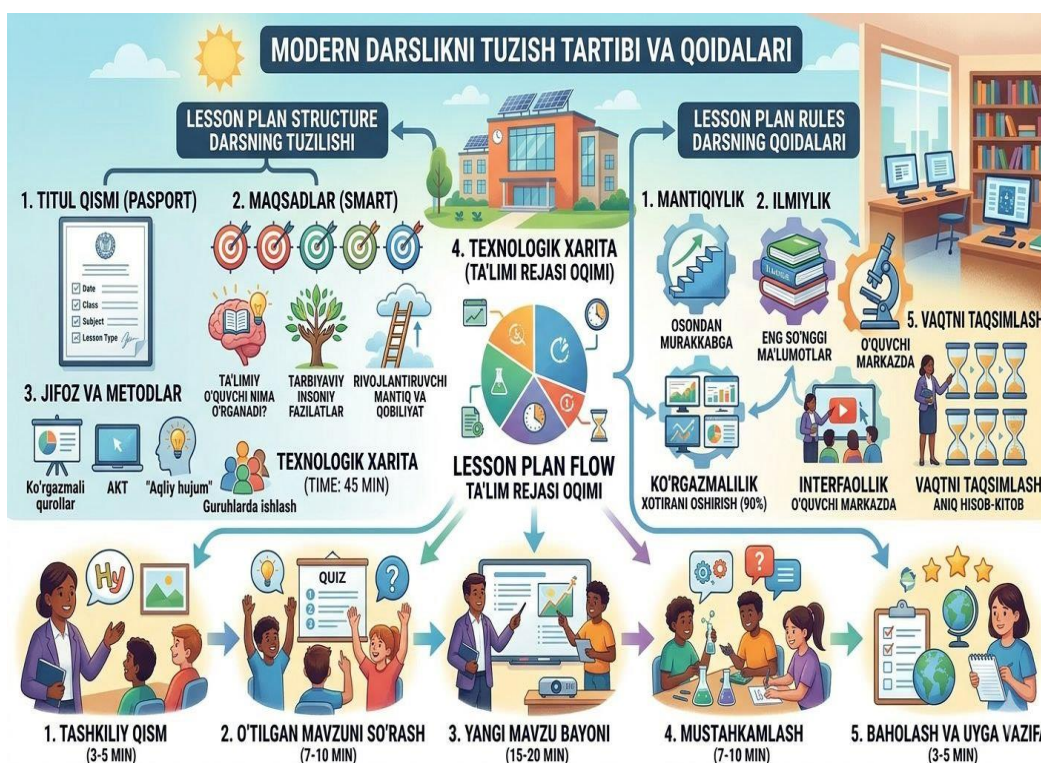 MODERN DARSLIKNI TUZISH TARTIBI VA QOIDALARI
LESSON PLAN STRUCTURE
DARSNING TUZILISHI
1. TITUL QISMI (PASPORT)
Date
Class
Subject
Lesson Type
2. MAQSADLAR (SMART)
TA'LIMIY
O'QUVCHI NIMA
O'RGANADI?
TARBIYAVIY
INSONIY
FAZILATLAR
RIVOJLANTIRUVCHI
MANTIQ VA
QOBILIYAT
3. JIFOZ VA METODLAR
Ko'rgazmali
qurollar
AKT
"Aqliy hujum"
Guruhlarda ishlash
TEXNOLOGIK XARITA
(TIME: 45 MIN)
4. TEXNOLOGIK XARITA
(TA'LIMI REJASI OQIMI)
LESSON PLAN FLOW
TA'LIM REJASI OQIMI
LESSON PLAN RULES
DARSNING QOIDALARI
1. MANTIQIYLIK
OSONDAN
MURAKKABGA
2. ILMIYLIK
ENG SO'NGGI
MA'LUMOTLAR
O'QUVCHI
MARKAZDA
KO'RGAZMALILIK
XOTIRANI OSHIRISH (90%)
INTERFAOLLIK
O'QUVCHI MARKAZDA
5. VAQTNI TAQSIMLASH
VAQTNI TAQSIMLASH
ANIQ HISOB-KITOB
Hy
1. TASHKILIY QISM
(3-5 MIN)
QUIZ
1
2
3
?
2. O'TILGAN MAVZUNI SO'RASH
(7-10 MIN)
3. YANGI MAVZU BAYONI
(15-20 MIN)
?
4. MUSTAHKAMLASH
(7-10 MIN)
5. BAHOLASH VA UYGA VAZIFA
(3-5 MIN)